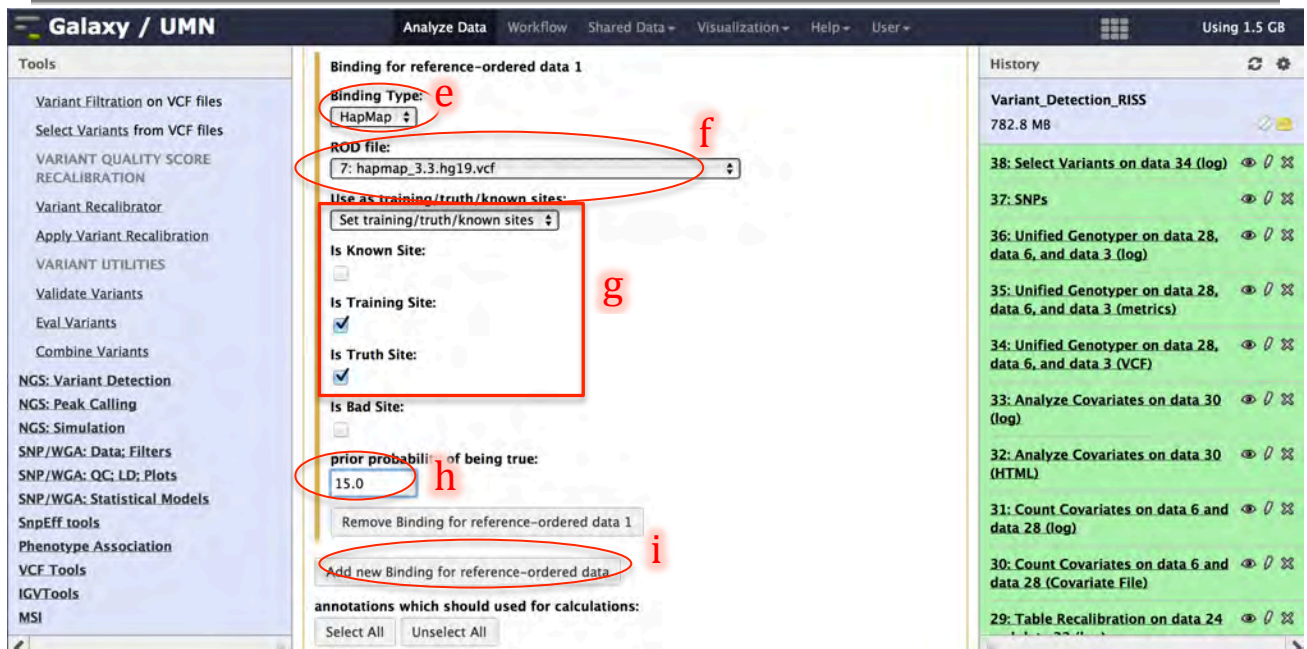 Galaxy / UMN
Analyze Data Workflow Shared Data Visualization Help User
Using 1.5 GB
Tools
Variant Filtration on VCF files
Select Variants from VCF files
VARIANT QUALITY SCORE
RECALIBRATION
Variant Recalibrator
Apply Variant Recalibration
VARIANT UTILITIES
Validate Variants
Eval Variants
Combine Variants
NGS: Variant Detection
NGS: Peak Calling
NGS: Simulation
SNP/WGA: Data; Filters
SNP/WGA: QC; LD; Plots
SNP/WGA: Statistical Models
SnpEff tools
Phenotype Association
VCF Tools
IGVTools
MSI
Binding for reference-ordered data 1
Binding Type:
e
HapMap
f
ROD file:
7: hapmap_3.3.hg19.vcf
Use as training/truth/known sites:
Set training/truth/known sites
Is Known Site:
g
Is Training Site:
Is Truth Site:
Is Bad Site:
prior probability of being true:
h
15.0
Remove Binding for reference-ordered data 1
i
Add new Binding for reference-ordered data
annotations which should used for calculations:
Select All Unselect All
History
Variant_Detection_RISS
782.8 MB
38: Select Variants on data 34 (log)
37: SNPs
36: Unified Genotyper on data 28,
data 6, and data 3 (log)
35: Unified Genotyper on data 28,
data 6, and data 3 (metrics)
34: Unified Genotyper on data 28,
data 6, and data 3 (VCF)
33: Analyze Covariates on data 30
(log)
32: Analyze Covariates on data 30
(HTML)
31: Count Covariates on data 6 and
data 28 (log)
30: Count Covariates on data 6 and
data 28 (Covariate File)
29: Table Recalibration on data 24